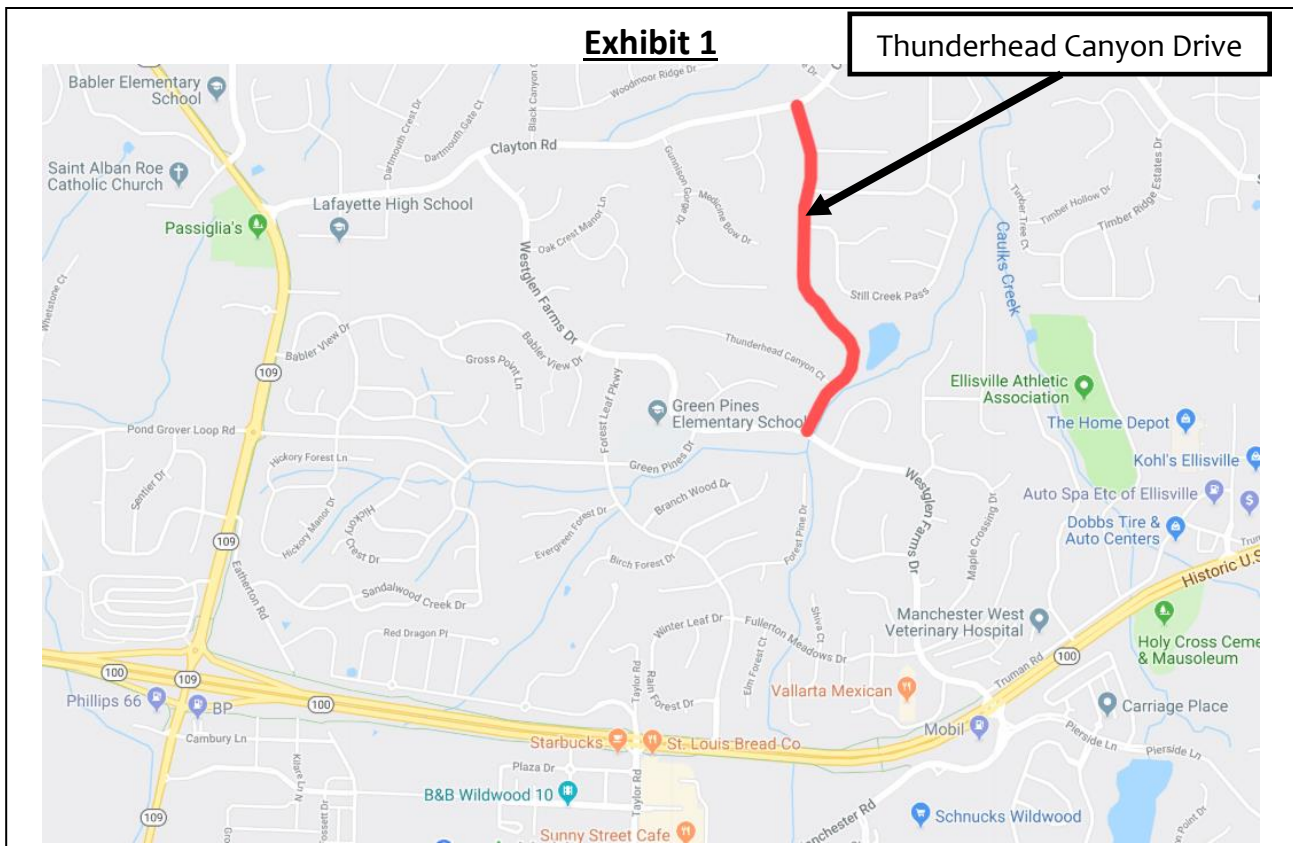 Exhibit 1
Thunderhead Canyon Drive
Babler Elementary
School
Woodmoor Ridge Dr
Black Canyon
Dartmouth Crest Dr
Dartmouth Gate Ct
Clayton Rd
Saint Alban Roe
Catholic Church
Lafayette High School
Passiglia's
Gunnison Gorge Dr
Medicine Bow Dr
Oak Crest Manor Ln
Westglen Farms Dr
Timber Tree Ct
Timber Hollow Dr
Timber Ridge Estates Dr
Caulks Creek
Still Creek Pass
Whetstone Ct
Babler View Dr
Gross Point Ln
Babler View Dr
Thunderhead Canyon Ct
109
Forest Leaf Pkwy
Green Pines
Elementary School
Ellisville Athletic
Association
The Home Depot
Kohl's Ellisville
Pond Grover Loop Rd
Hickory Forest Ln
Green Pines Dr
Sentier Dr
Hickory Manor Dr
Hickory Crest Dr
Branch Wood Dr
Evergreen Forest Dr
Birch Forest Dr
Forest Pine Dr
Westglen Farms Dr
Maple Crossing Dr
Auto Spa Etc of Ellisville
Dobbs Tire &
Auto Centers
Historic U.S
109
Eatherton Rd
Sandalwood Creek Dr
Red Dragon Pl
Winter Leaf Dr
Fullerton Meadows Dr
Shiva Ct
Elm Forest Ct
Manchester West
Veterinary Hospital
Holy Cross Ceme
& Mausoleum
Truman Rd
100
100
109
100
Taylor Rd
Rain Forest Dr
Vallarta Mexican
Carriage Place
Phillips 66
BP
Mobil
Pierside Ln
Pierside Ln
Cambury Ln
Starbucks
St. Louis Bread Co
Plaza Dr
B&B Wildwood 10
Taylor Rd
Manchester Rd
Schnucks Wildwood
109
Sunny Street Cafe